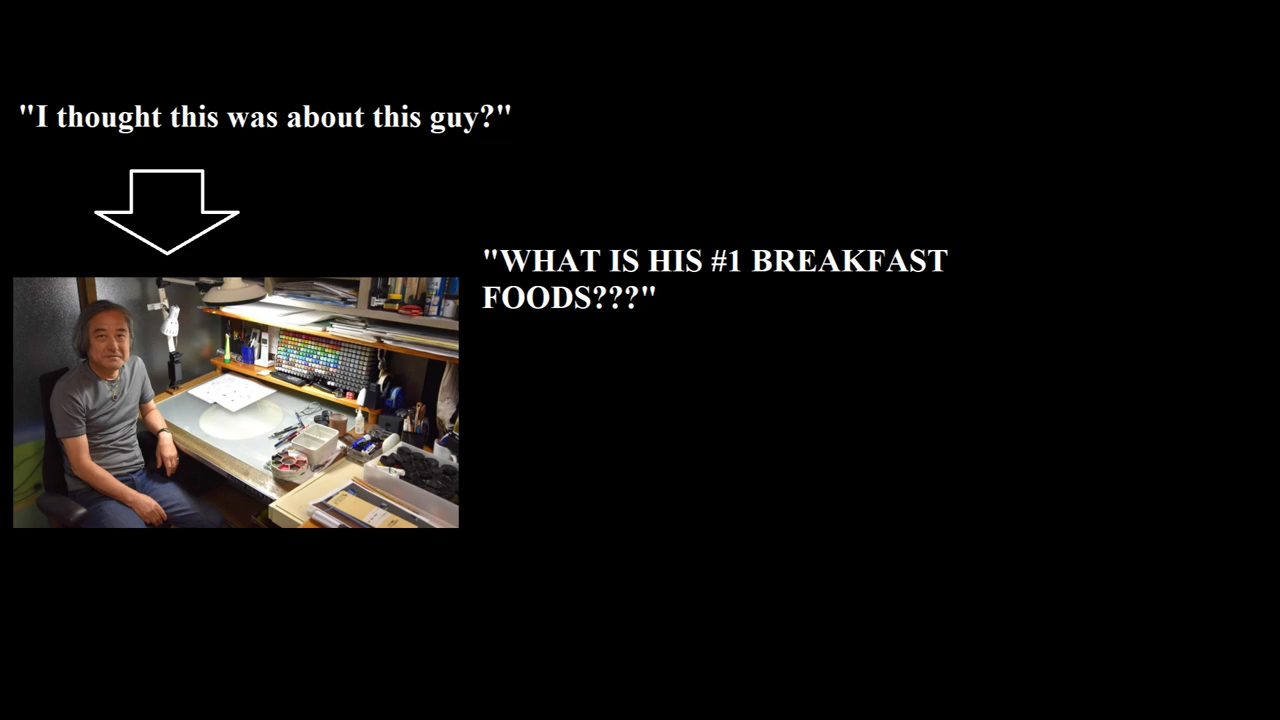 "I thought this was about this guy?"
"WHAT IS HIS #1 BREAKFAST
FOODS???"